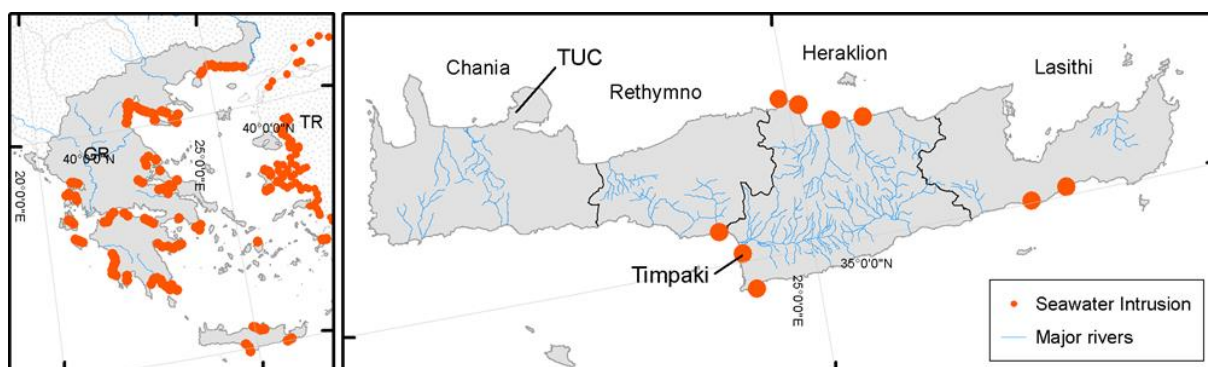 40°0'0"N
TR
GR
40°0'0"N
25°0'0"E
20°0'0"E
Chania
TUC
Rethymno
Heraklion
Lasithi
Timpaki
35°0'0"N
25°0'0"E
Seawater Intrusion
Major rivers